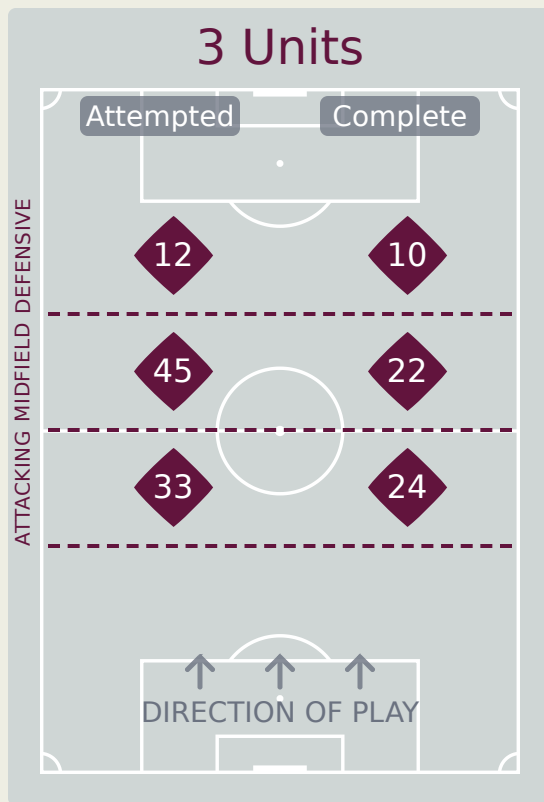 3 Units
Attempted Complete
ATTACKING MIDFIELD DEFENSIVE
12 10
45 22
33 24
DIRECTION OF PLAY